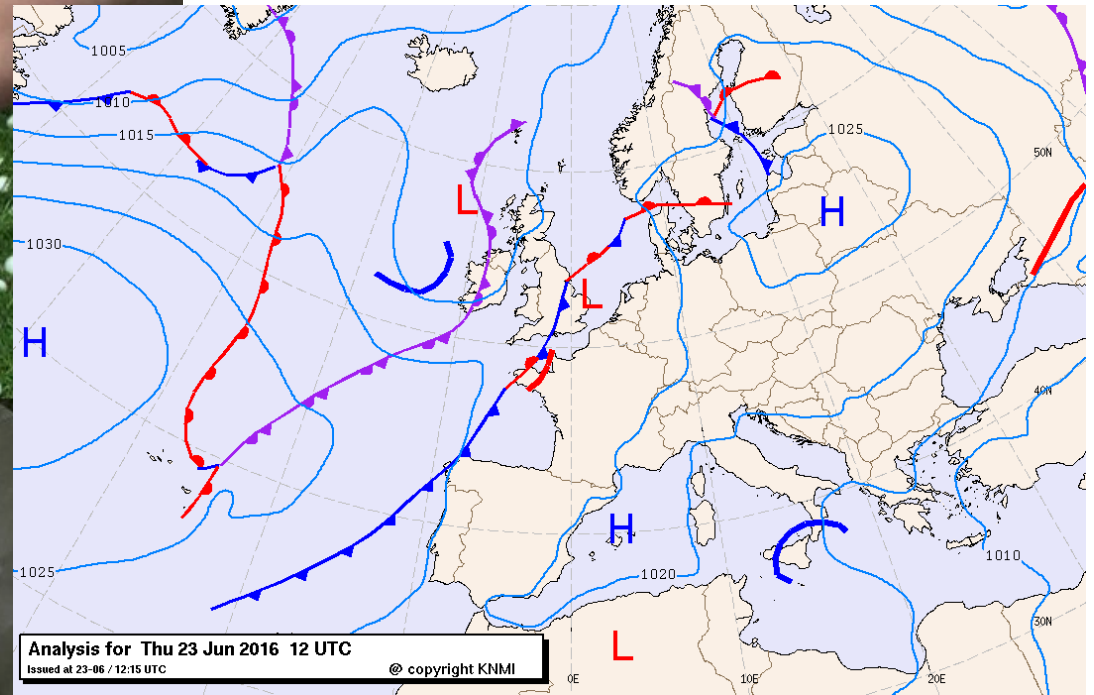 1005
1010
1015
L
1025
50N
H
1030
L
H
40N
H
1025
1020
1010
L
30N
Analysis for Thu 23 Jun 2016 12 UTC
Issued at 23-06 / 12:15 UTC
@ copyright KNMI
0E
10E
20E